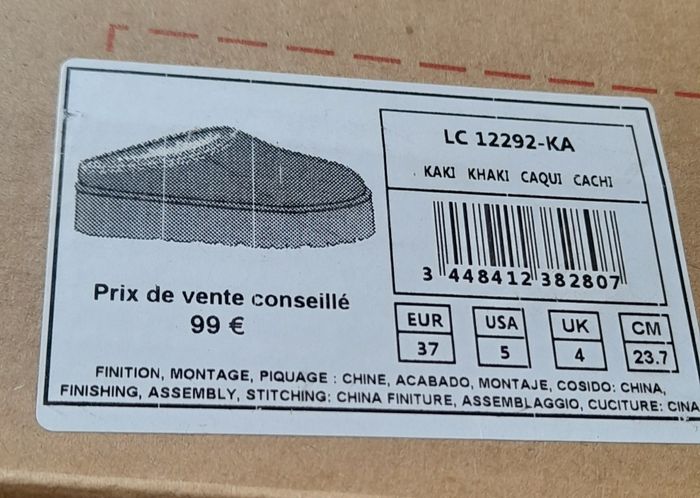 LC 12292-KA
KAKI KHAKI CAQUI CACHI
3 448412 382807
Prix de vente conseillé
99 €
EUR USA UK CM
37 5 4 23.7
FINITION, MONTAGE, PIQUAGE : CHINE, ACABADO, MONTAJE, COSIDO: CHINA,
FINISHING, ASSEMBLY, STITCHING: CHINA FINITURE, ASSEMBLAGGIO, CUCITURE: CINA